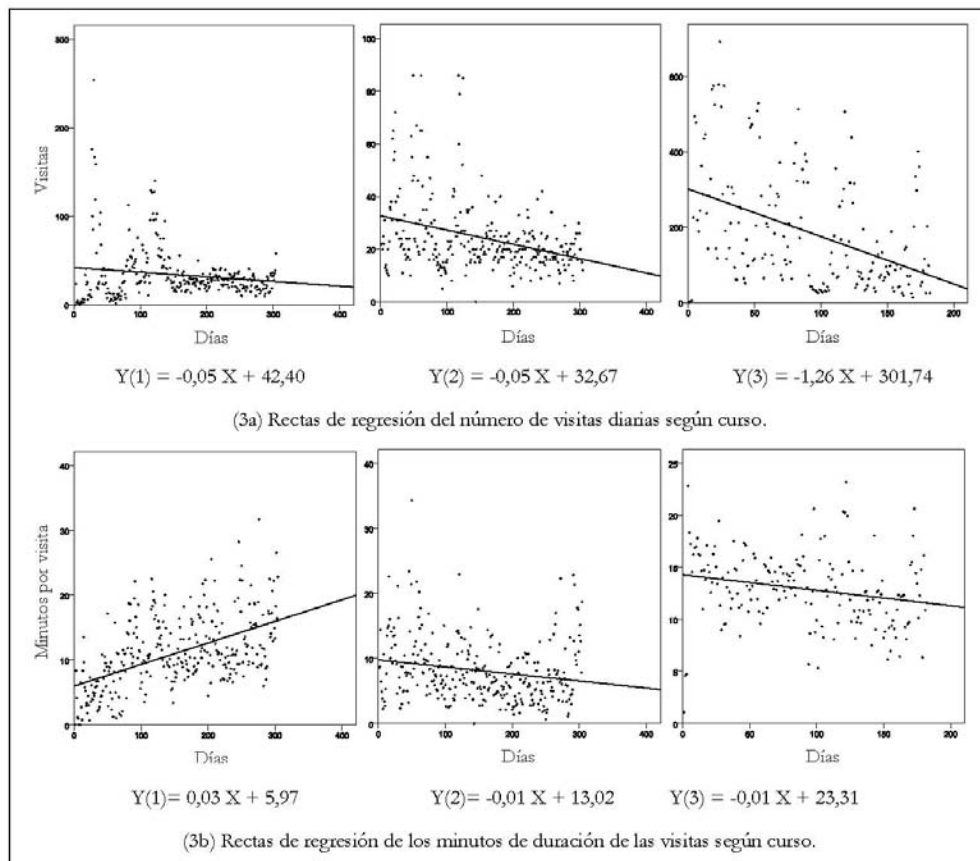 300
200
100
0
Visitas
0 100 200 300 400
Días
100
80
60
40
20
0
0 100 200 300 400
Días
600
400
200
0
0 50 100 150 200
Días
Y(1) = -0,05 X + 42,40
Y(2) = -0,05 X + 32,67
Y(3) = -1,26 X + 301,74
(3a) Rectas de regresión del número de visitas diarias según curso.
40
30
20
10
0
Minutos por visita
0 100 200 300 400
Días
40
30
20
10
0
0 100 200 300 400
Días
25
20
15
10
5
0
0 50 100 150 200
Días
Y(1)= 0,03 X + 5,97
Y(2)= -0,01 X + 13,02
Y(3) = -0,01 X + 23,31
(3b) Rectas de regresión de los minutos de duración de las visitas según curso.